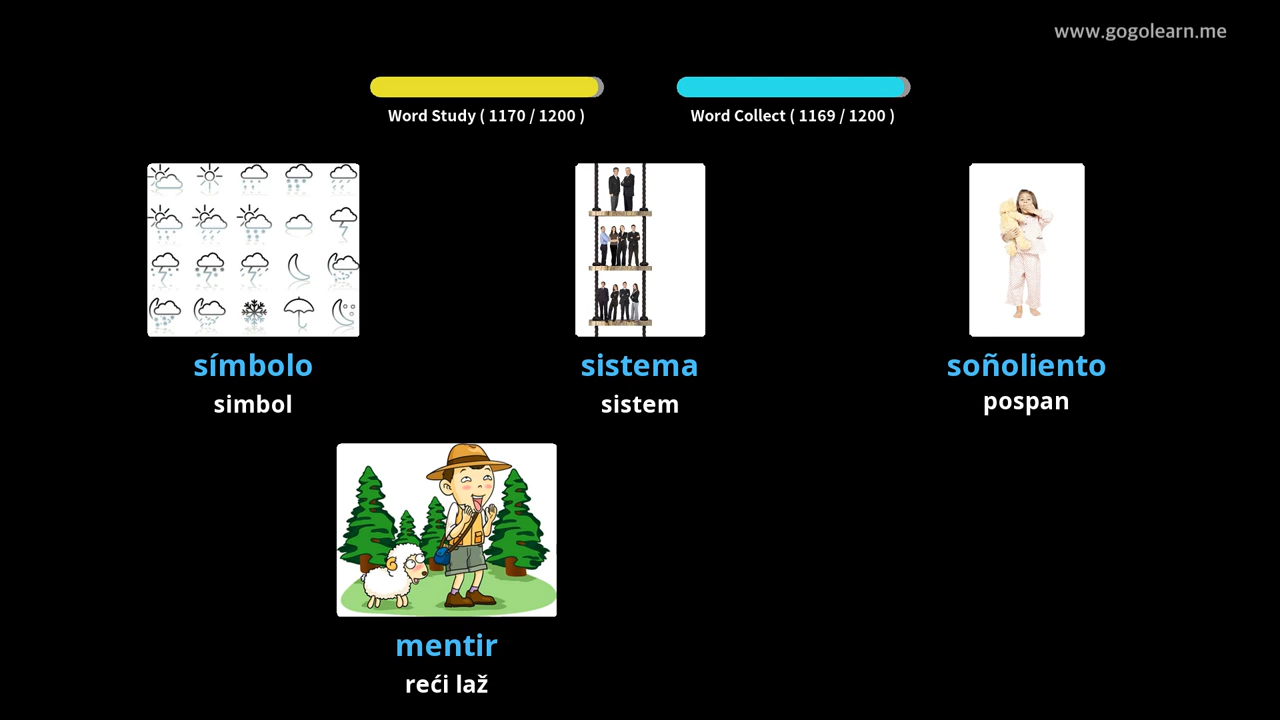 www.gogolearn.me
Word Study ( 1170 / 1200 )
Word Collect ( 1169 / 1200 )
símbolo
simbol
sistema
sistem
soñoliento
pospan
mentir
reći laž